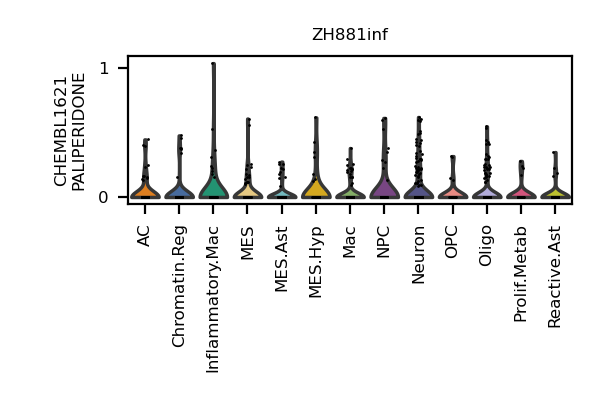 ZH881inf
CHEMBL1621
PALIPERIDONE
1
0
AC
Chromatin.Reg
Inflammatory.Mac
MES
MES.Ast
MES.Hyp
Mac
NPC
Neuron
OPC
Oligo
Prolif.Metab
Reactive.Ast